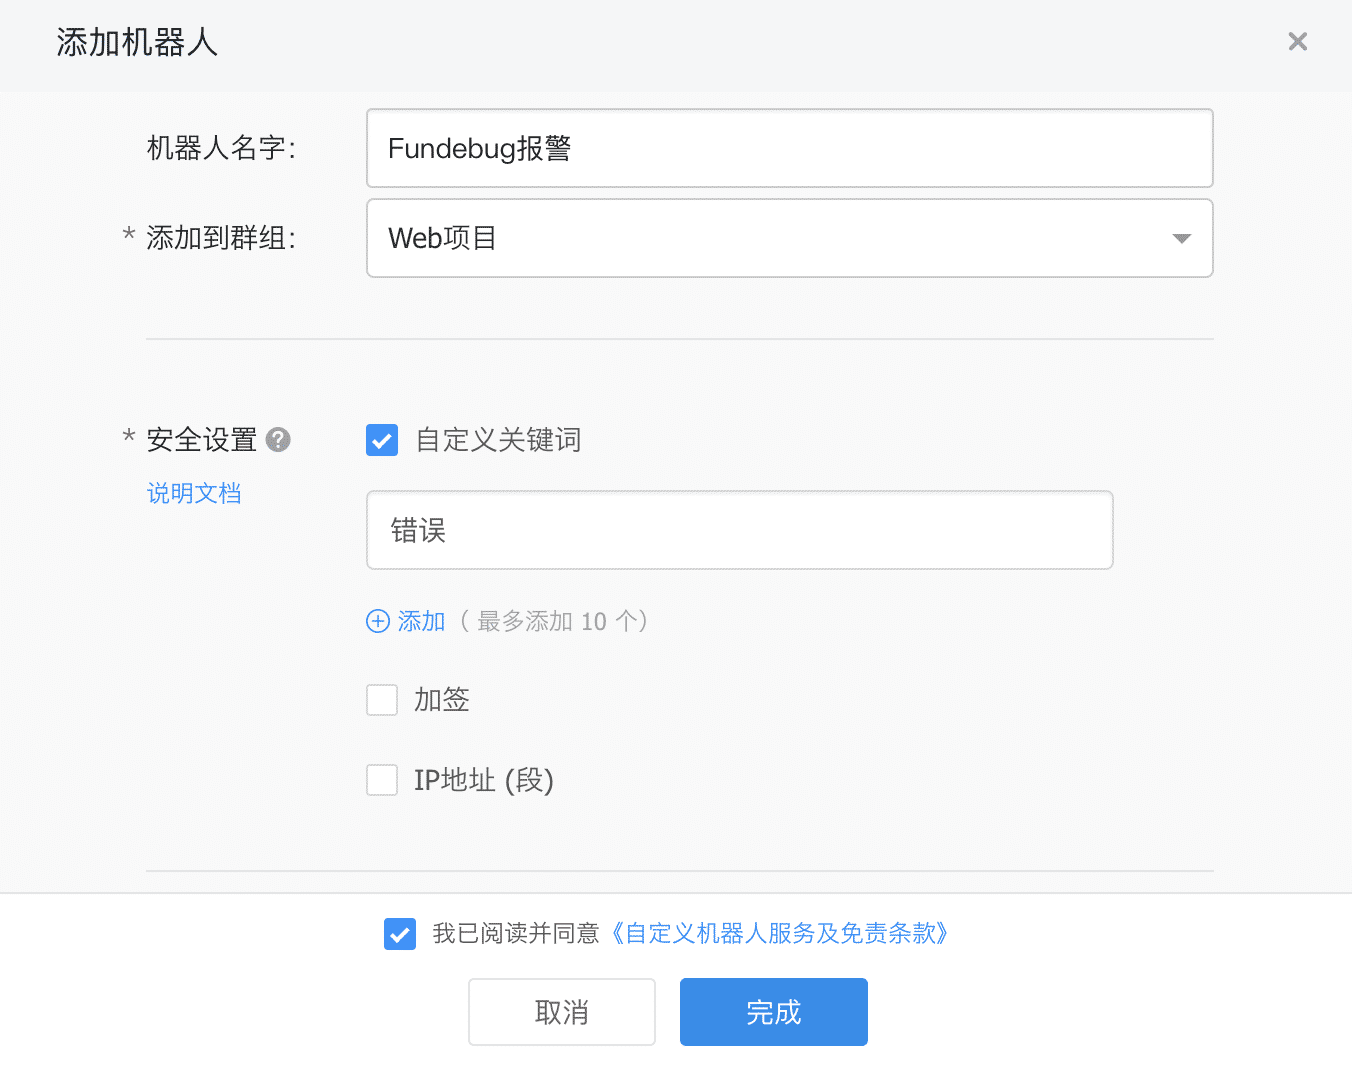 添加机器人
机器人名字：
Fundebug报警
* 添加到群组：
Web项目
* 安全设置
自定义关键词
说明文档
错误
添加（ 最多添加 10 个）
加签
IP地址 (段)
我已阅读并同意《自定义机器人服务及免责条款》
取消
完成